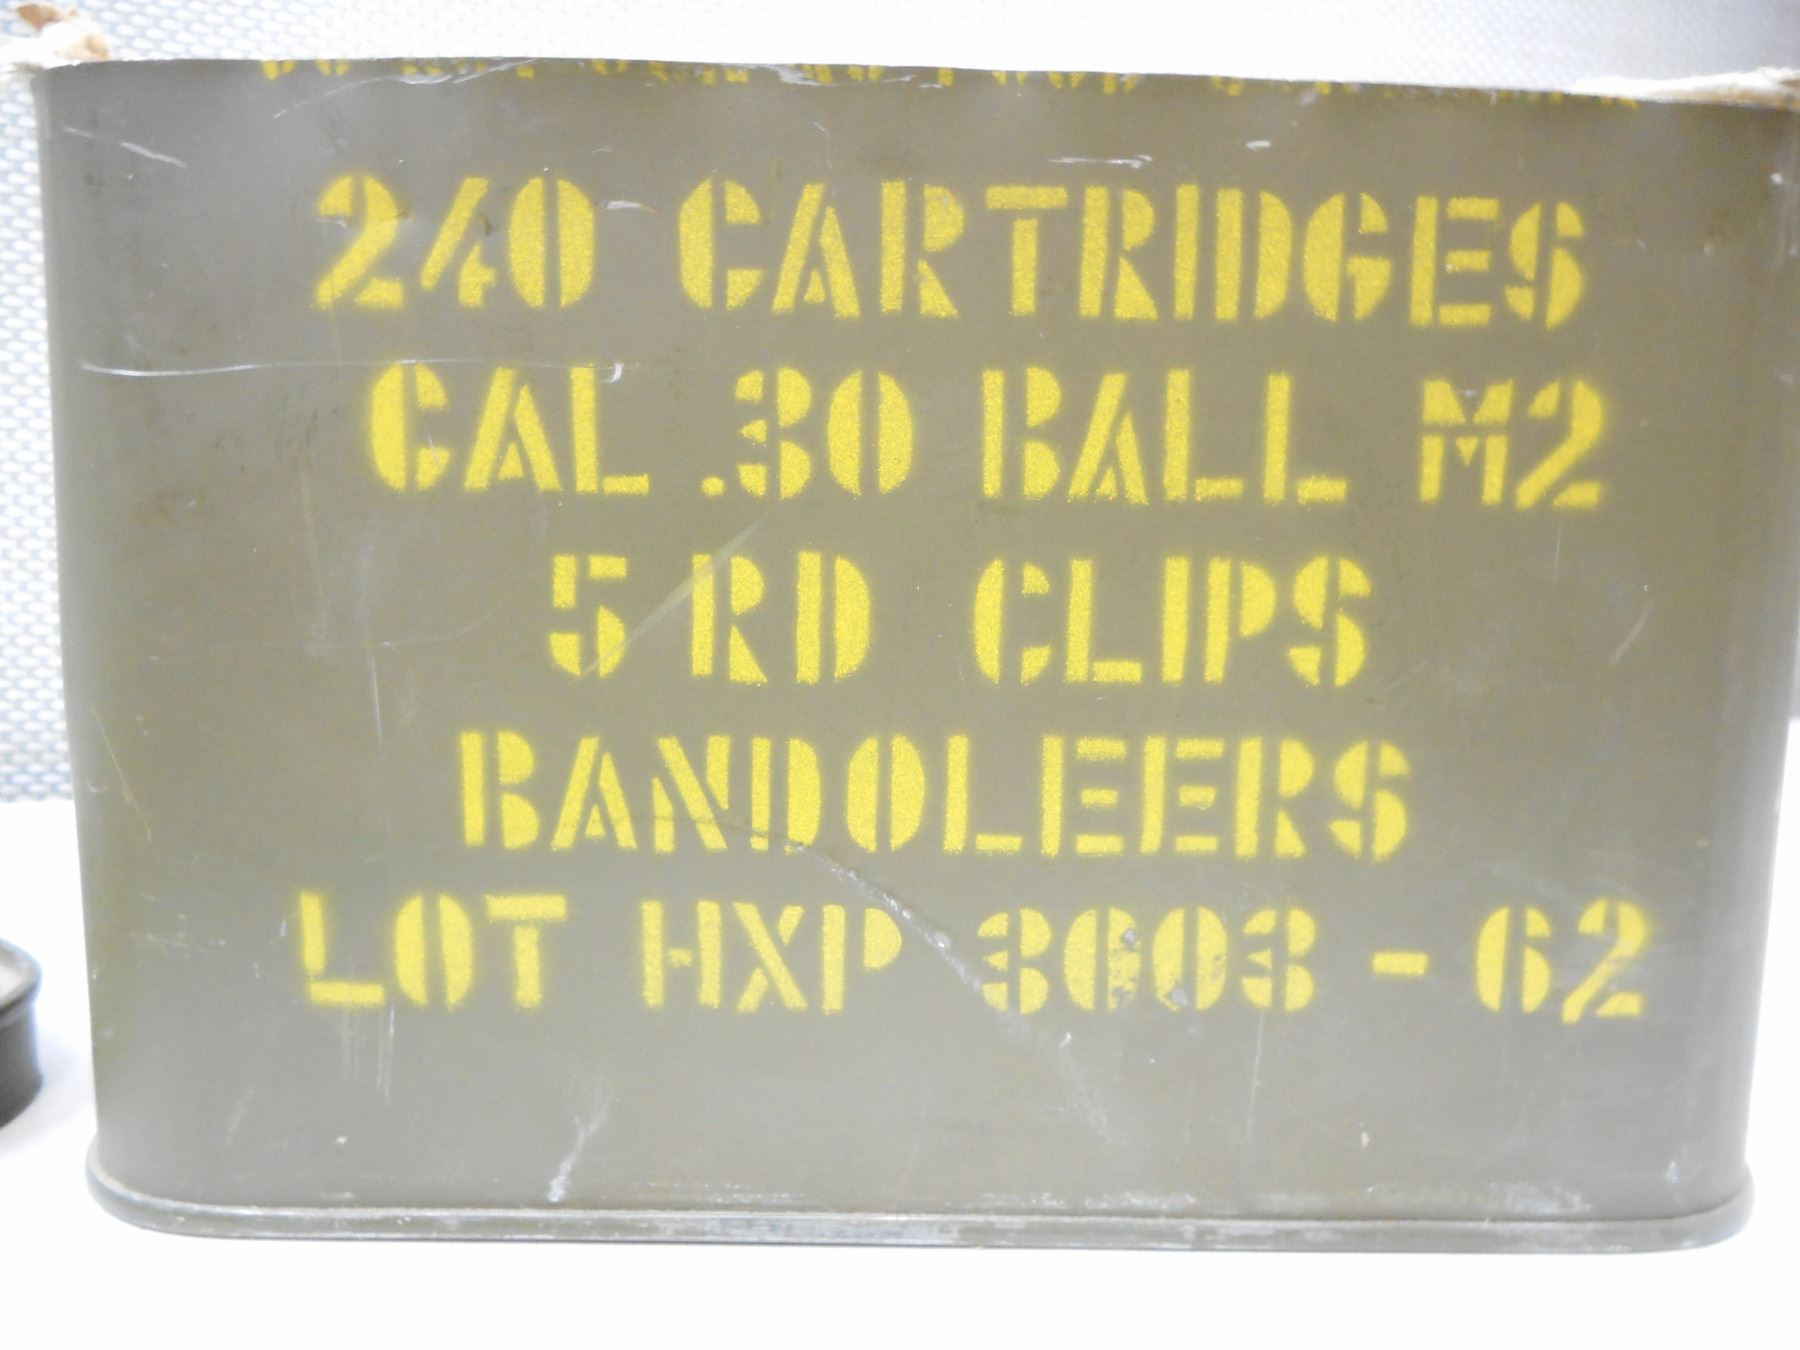 240 CARTRIDGES
CAL .30 BALL M2
5 RD CLIPS
BANDOLEERS
LOT HXP 3003 - 62